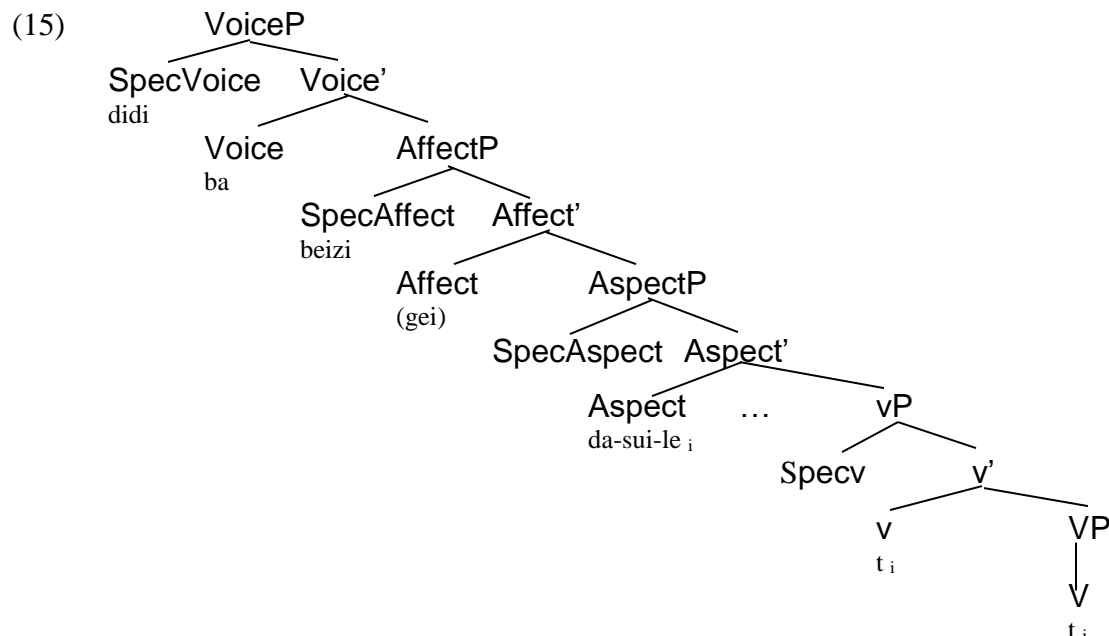 (15) VoiceP
SpecVoice Voice’
didi
Voice AffectP
ba
SpecAffect Affect’
beizi
Affect AspectP
(gei)
SpecAspect Aspect’
Aspect … vP
da-sui-le i
Specv v’
v VP
t i
V
t i